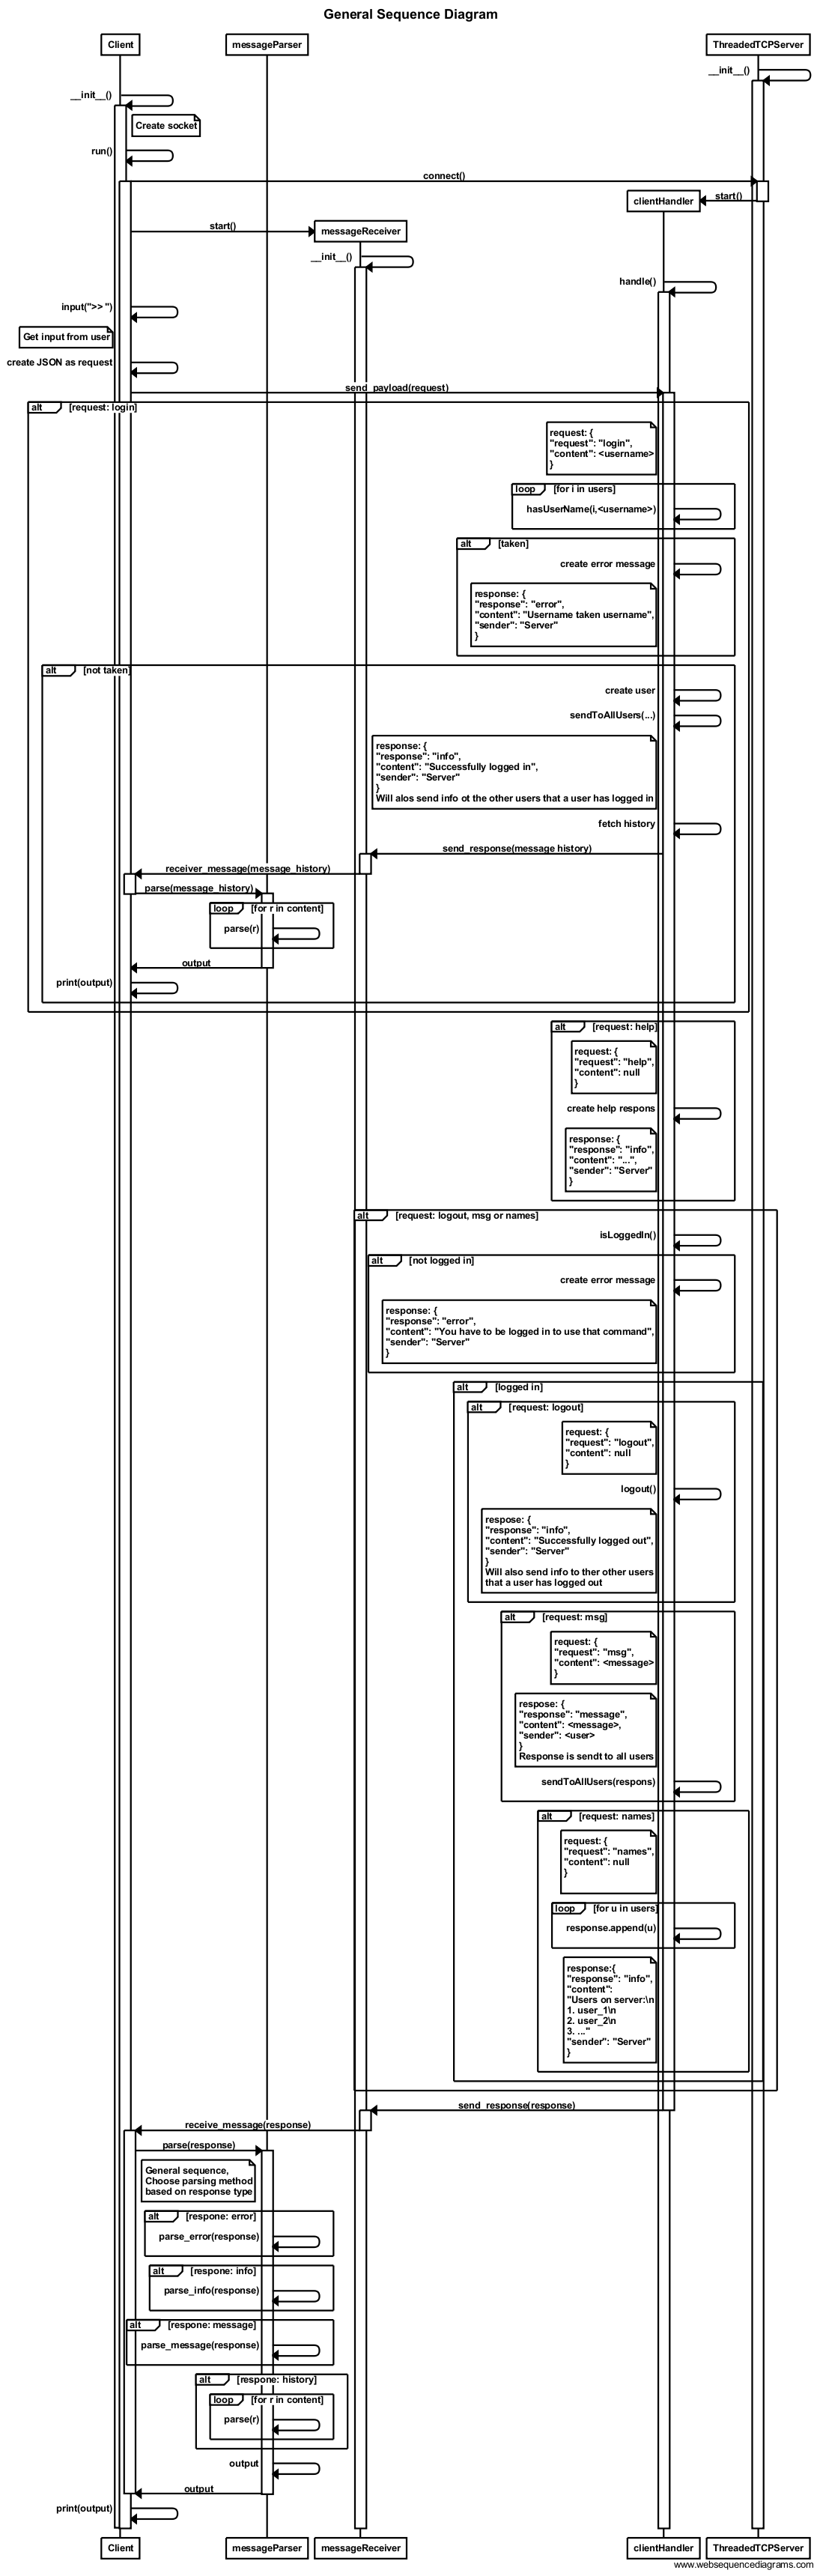 General Sequence Diagram
Client
messageParser
ThreadedTCPServer
__init__()
__init__()
Create socket
run()
connect()
start()
clientHandler
start()
messageReceiver
__init__()
handle()
input(">> ")
Get input from user
create JSON as request
send_payload(request)
alt [request: login]
request: {
"request": "login",
"content": <username>
}
loop [for i in users]
hasUserName(i,<username>)
alt [taken]
create error message
response: {
"response": "error",
"content": "Username taken username",
"sender": "Server"
}
alt [not taken]
create user
sendToAllUsers(...)
response: {
"response": "info",
"content": "Successfully logged in",
"sender": "Server"
}
Will alos send info ot the other users that a user has logged in
fetch history
send_response(message history)
receiver_message(message_history)
parse(message_history)
loop [for r in content]
parse(r)
output
print(output)
alt [request: help]
request: {
"request": "help",
"content": null
}
create help respons
response: {
"response": "info",
"content": "...",
"sender": "Server"
}
alt [request: logout, msg or names]
isLoggedIn()
alt [not logged in]
create error message
response: {
"response": "error",
"content": "You have to be logged in to use that command",
"sender": "Server"
}
alt [logged in]
alt [request: logout]
request: {
"request": "logout",
"content": null
}
logout()
respose: {
"response": "info",
"content": "Successfully logged out",
"sender": "Server"
}
Will also send info to ther other users
that a user has logged out
alt [request: msg]
request: {
"request": "msg",
"content": <message>
}
respose: {
"response": "message",
"content": <message>,
"sender": <user>
}
Response is sendt to all users
sendToAllUsers(respons)
alt [request: names]
request: {
"request": "names",
"content": null
}
loop [for u in users]
response.append(u)
response:{
"response": "info",
"content":
"Users on server:\n
1. user_1\n
2. user_2\n
3. ..."
"sender": "Server"
}
send_response(response)
receive_message(response)
parse(response)
General sequence,
Choose parsing method
based on response type
alt [respone: error]
parse_error(response)
alt [respone: info]
parse_info(response)
alt [respone: message]
parse_message(response)
alt [respone: history]
loop [for r in content]
parse(r)
output
output
print(output)
Client
messageParser
messageReceiver
clientHandler
ThreadedTCPServer
www.websequencediagrams.com